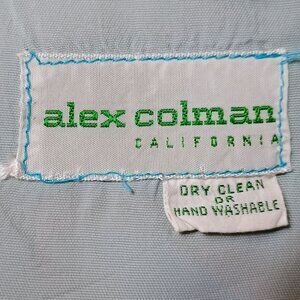 alex colman
CALIFORNIA
DRY CLEAN
OR
HAND WASHABLE